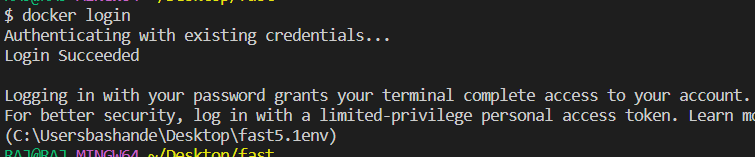 $ docker login
Authenticating with existing credentials...
Login Succeeded
Logging in with your password grants your terminal complete access to your account.
For better security, log in with a limited-privilege personal access token. Learn
(C:\Usersbashande\Desktop\fast5.1env)
RAJ@RAJ MINGW64 ~/Desktop/fast